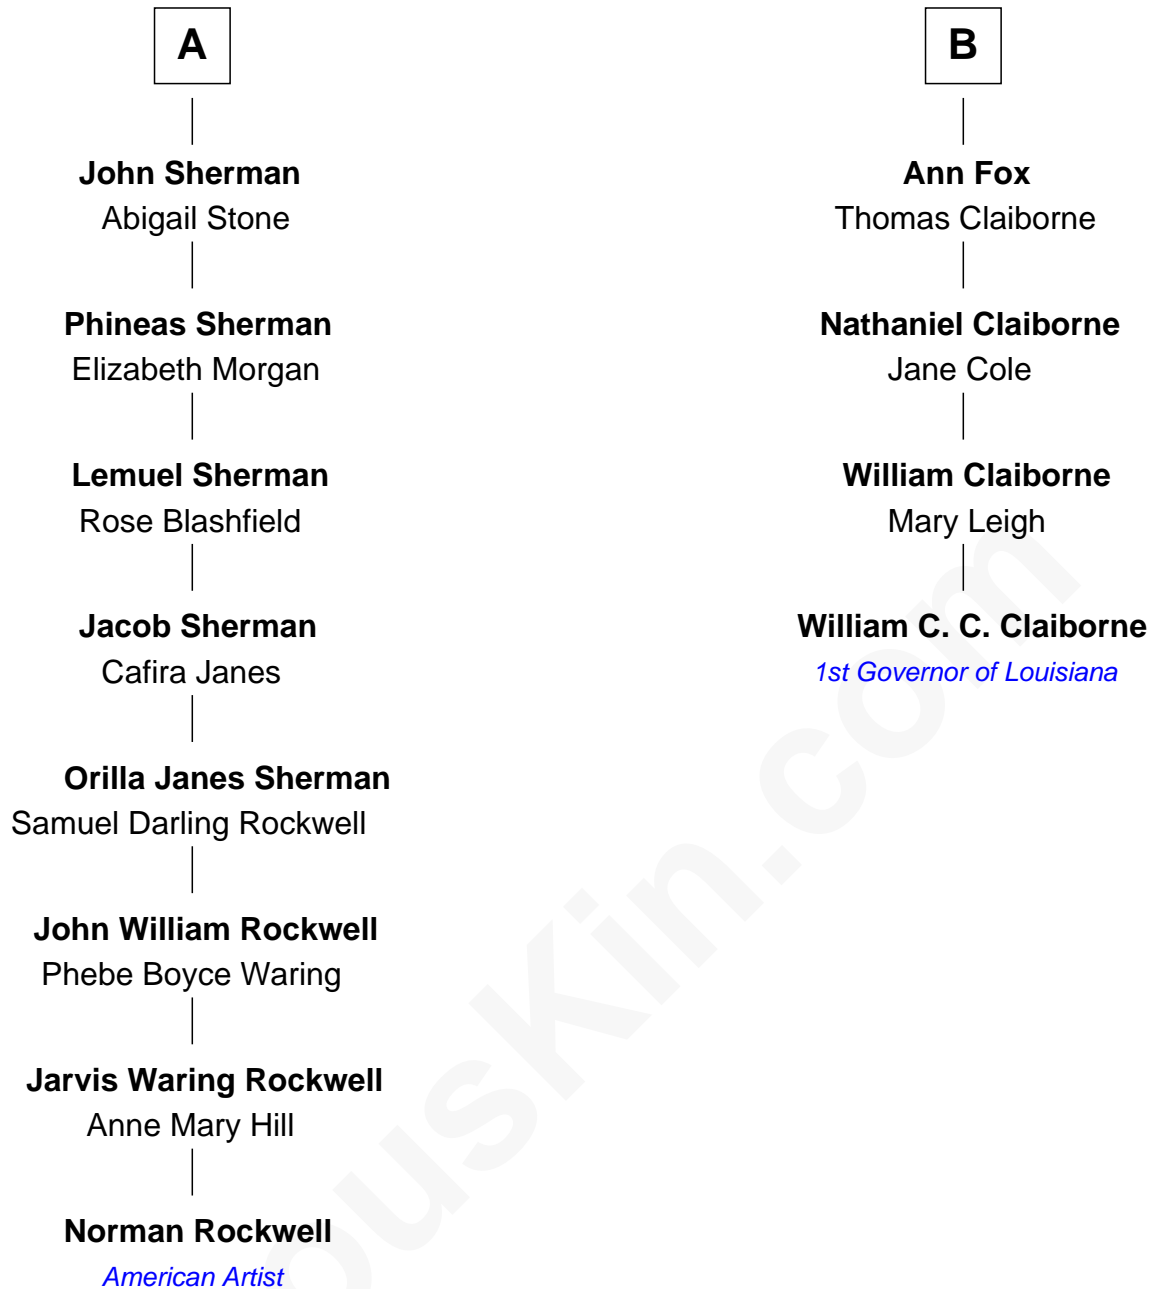 A
John Sherman
Abigail Stone
Phineas Sherman
Elizabeth Morgan
Lemuel Sherman
Rose Blashfield
Jacob Sherman
Cafira Janes
Orilla Janes Sherman
Samuel Darling Rockwell
John William Rockwell
Phebe Boyce Waring
Jarvis Waring Rockwell
Anne Mary Hill
Norman Rockwell
American Artist
B
Ann Fox
Thomas Claiborne
Nathaniel Claiborne
Jane Cole
William Claiborne
Mary Leigh
William C. C. Claiborne
1st Governor of Louisiana
ousKin.com